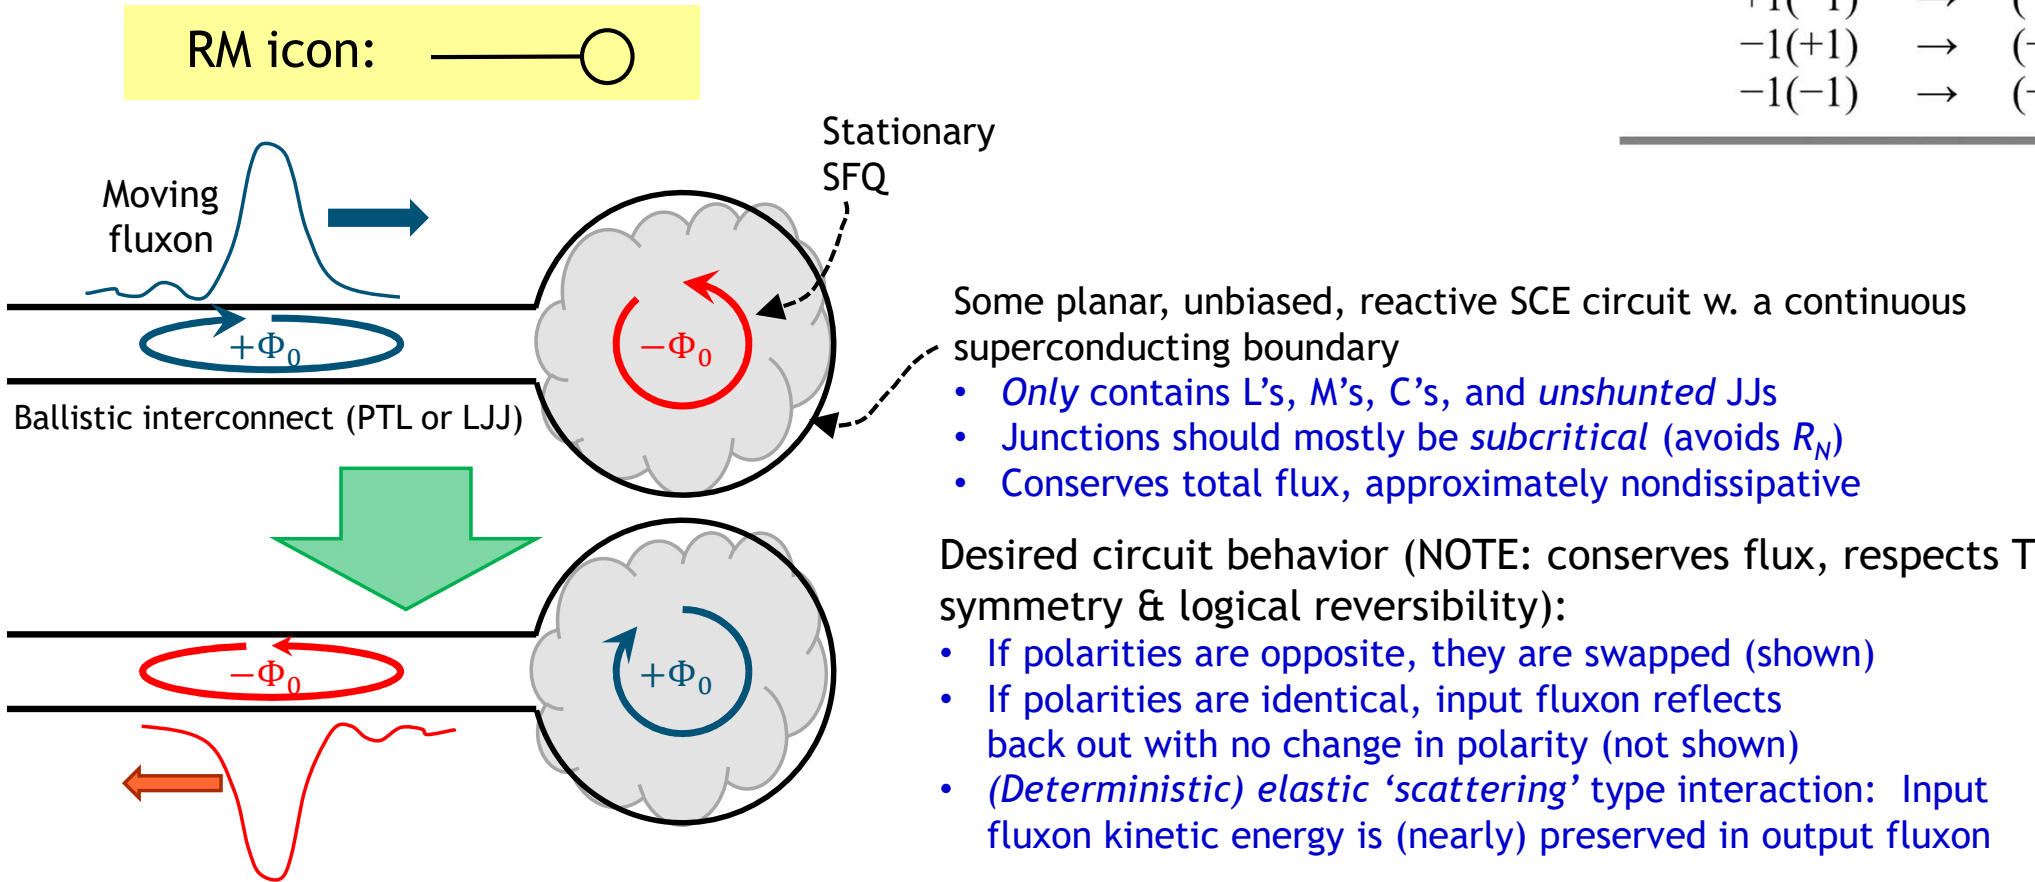 RM icon:
−1(+1) → (
−1(−1) → (
Stationary
SFQ
Moving
fluxon
+Φ₀
−Φ₀
Ballistic interconnect (PTL or LJJ)
Some planar, unbiased, reactive SCE circuit w. a continuous
superconducting boundary
• Only contains L’s, M’s, C’s, and unshunted JJs
• Junctions should mostly be subcritical (avoids R_N)
• Conserves total flux, approximately nondissipative
Desired circuit behavior (NOTE: conserves flux, respects T
symmetry & logical reversibility):
• If polarities are opposite, they are swapped (shown)
• If polarities are identical, input fluxon reflects
back out with no change in polarity (not shown)
• (Deterministic) elastic ‘scattering’ type interaction: Input
fluxon kinetic energy is (nearly) preserved in output fluxon
−Φ₀
+Φ₀